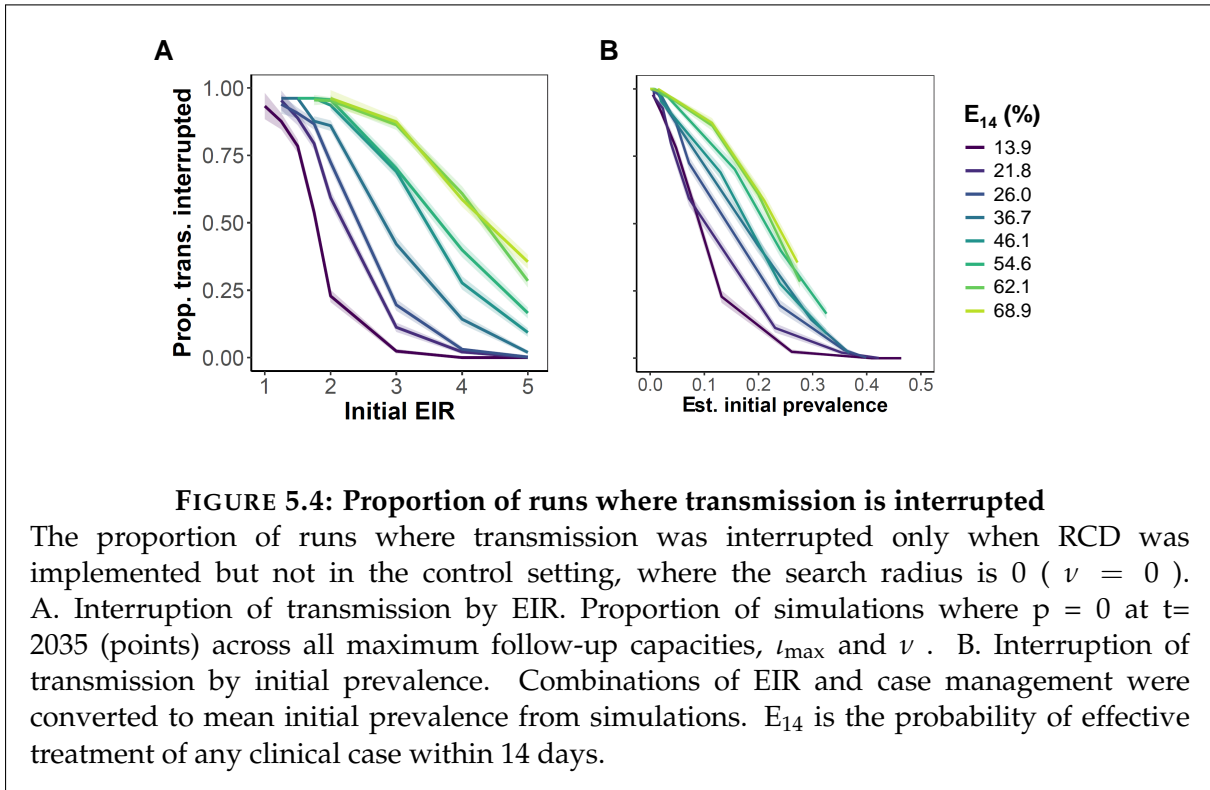 A
B
1.00
0.75
0.50
0.25
0.00
Prop. trans. interrupted
1 2 3 4 5
Initial EIR
0.0 0.1 0.2 0.3 0.4 0.5
Est. initial prevalence
E14 (%)
13.9
21.8
26.0
36.7
46.1
54.6
62.1
68.9
FIGURE 5.4: Proportion of runs where transmission is interrupted
The proportion of runs where transmission was interrupted only when RCD was
implemented but not in the control setting, where the search radius is 0 ( ν = 0 ).
A. Interruption of transmission by EIR. Proportion of simulations where p = 0 at t=
2035 (points) across all maximum follow-up capacities, ιmax and ν . B. Interruption of
transmission by initial prevalence. Combinations of EIR and case management were
converted to mean initial prevalence from simulations. E14 is the probability of effective
treatment of any clinical case within 14 days.